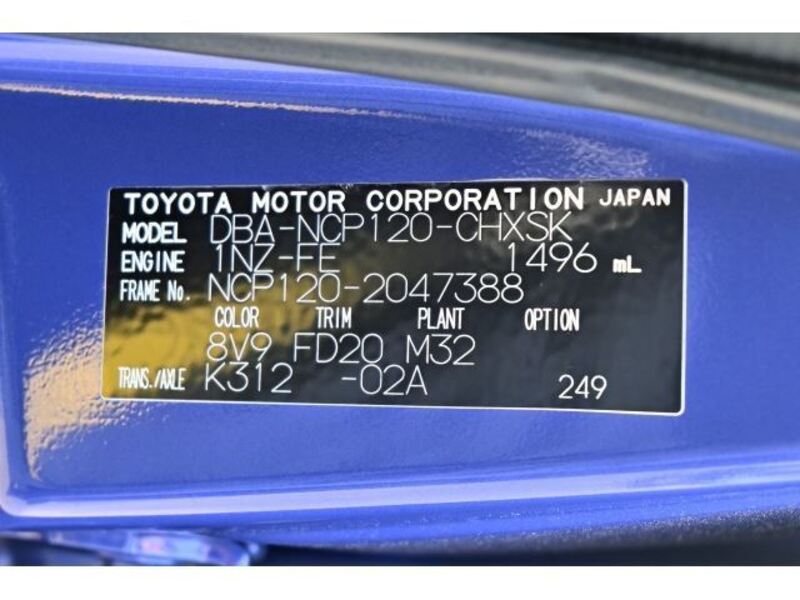 TOYOTA MOTOR CORPORATION JAPAN
MODEL DBA-NCP120-CHXSK
ENGINE 1NZ-FE 1496 mL
FRAME No. NCP120-2047388
COLOR TRIM PLANT OPTION
8V9 FD20 M32
TRANS./AXLE K312 -02A 249